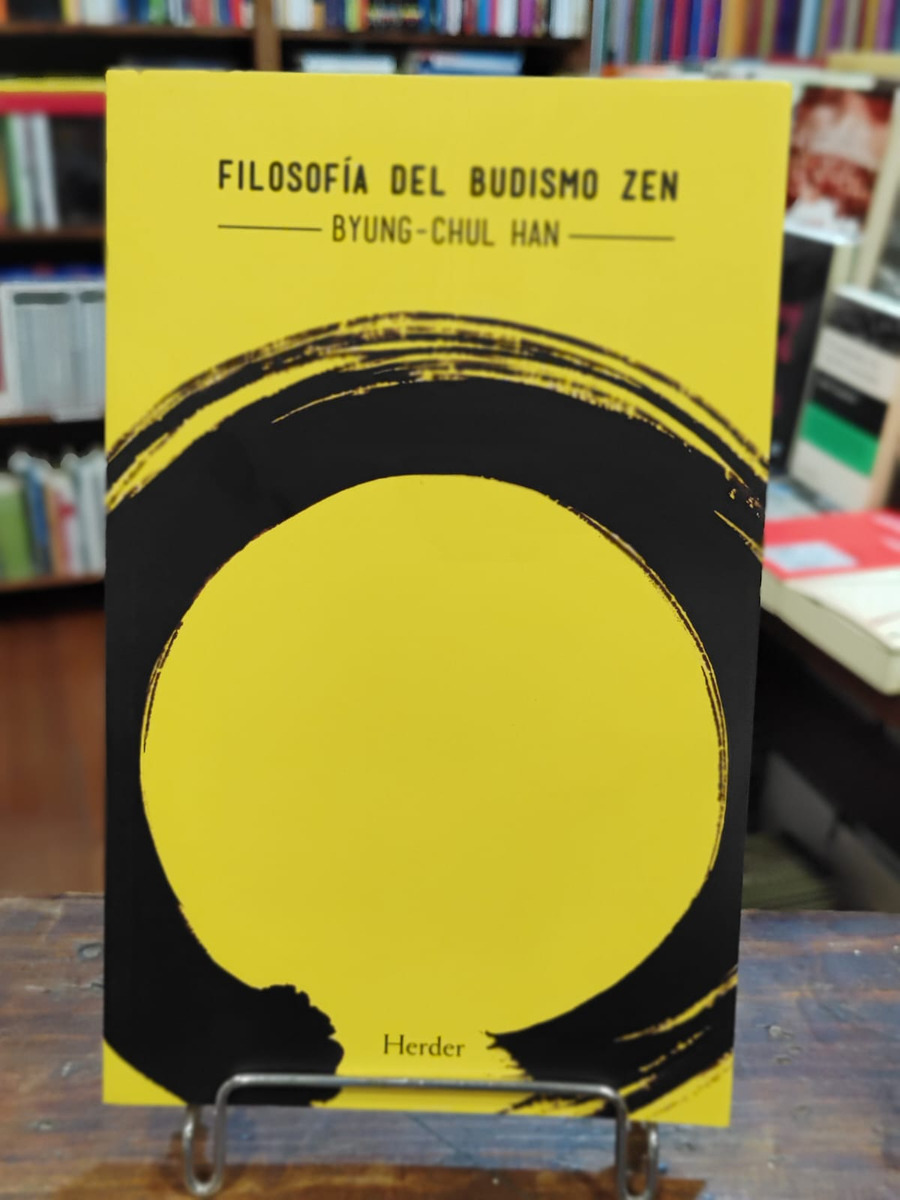 FILOSOFÍA DEL BUDISMO ZEN
BYUNG-CHUL HAN
Herder